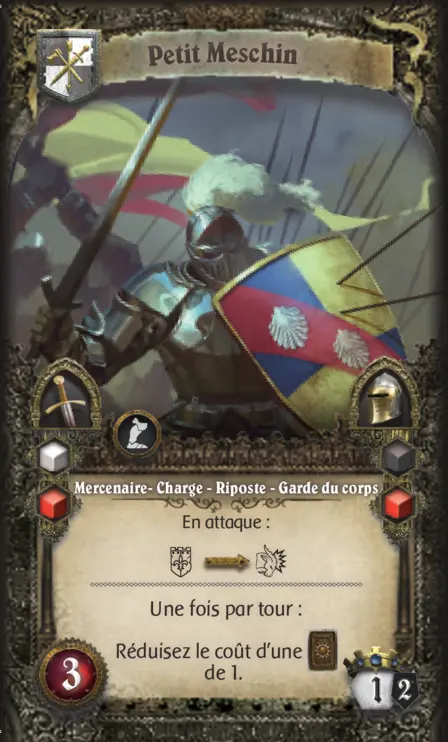 Petit Meschin
Mercenaire- Charge - Riposte - Garde du corps
En attaque :
Une fois par tour :
Réduisez le coût d'une
de 1.
3
1 2